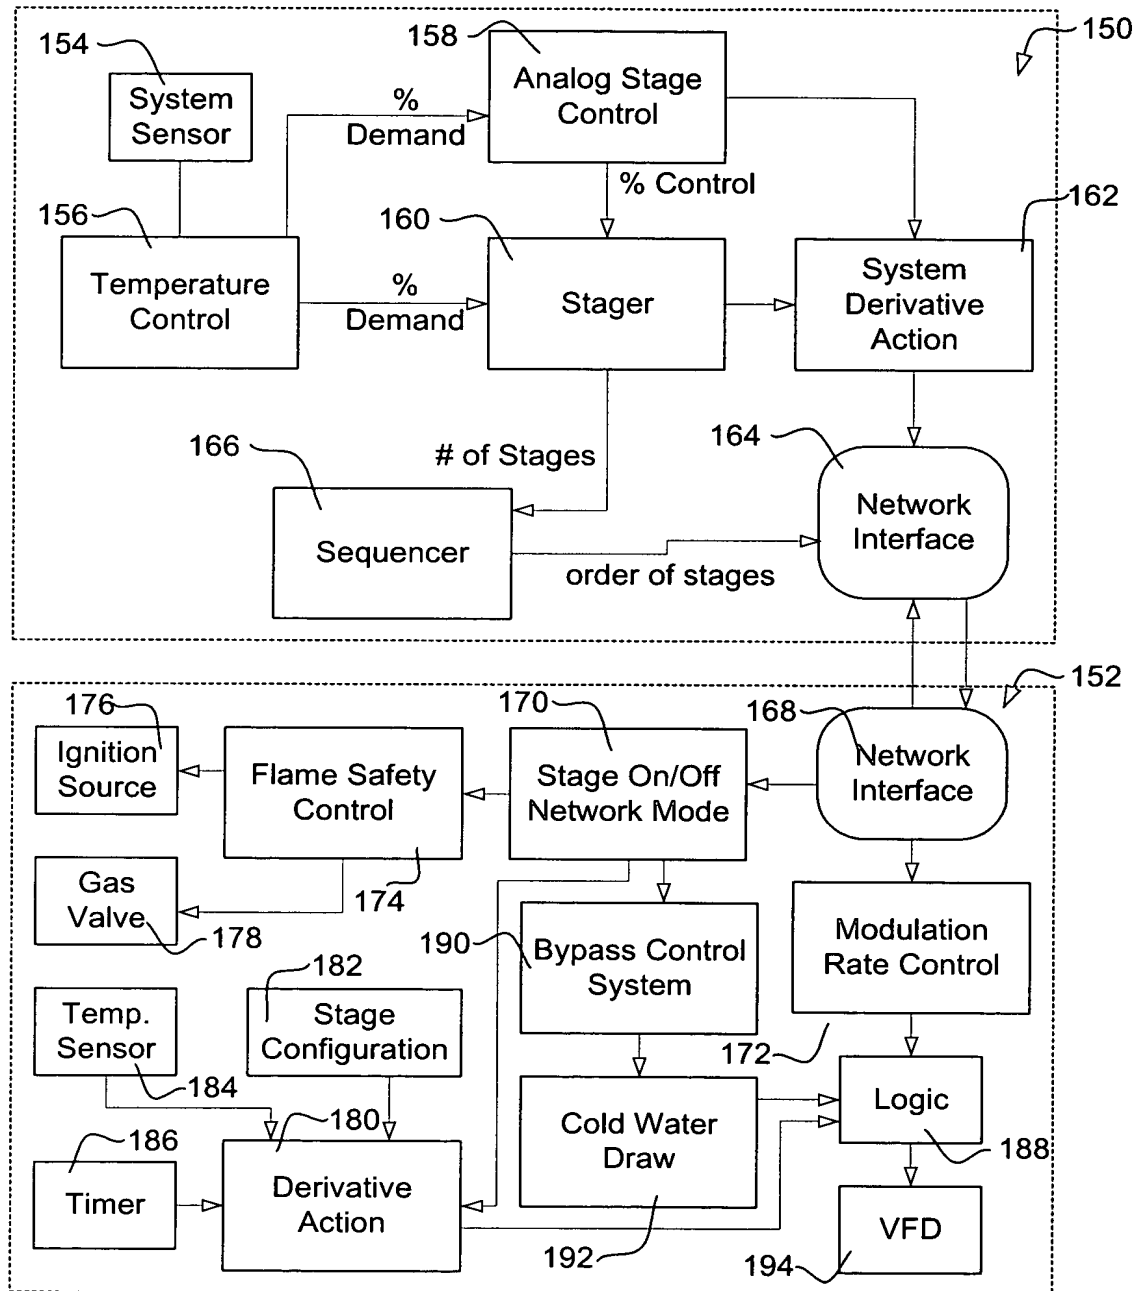 150
154
System
Sensor
158
Analog Stage
Control
%
Demand
% Control
156
Temperature
Control
%
Demand
160
Stager
162
System
Derivative
Action
166
# of Stages
Sequencer
order of stages
164
Network
Interface
152
176
Ignition
Source
Flame Safety
Control
174
170
Stage On/Off
Network Mode
168
Network
Interface
Gas
Valve
178
190
Bypass Control
System
Modulation
Rate Control
172
182
Stage
Configuration
Temp.
Sensor
184
186
Timer
180
Derivative
Action
Cold Water
Draw
192
Logic
188
VFD
194